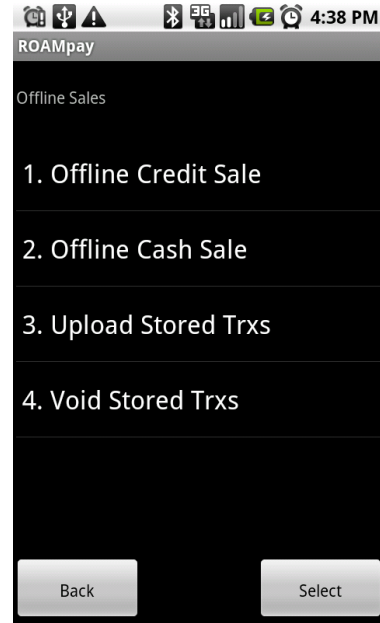 3G 4:38 PM
ROAMpay
Offline Sales
1. Offline Credit Sale
2. Offline Cash Sale
3. Upload Stored Trxs
4. Void Stored Trxs
Back Select